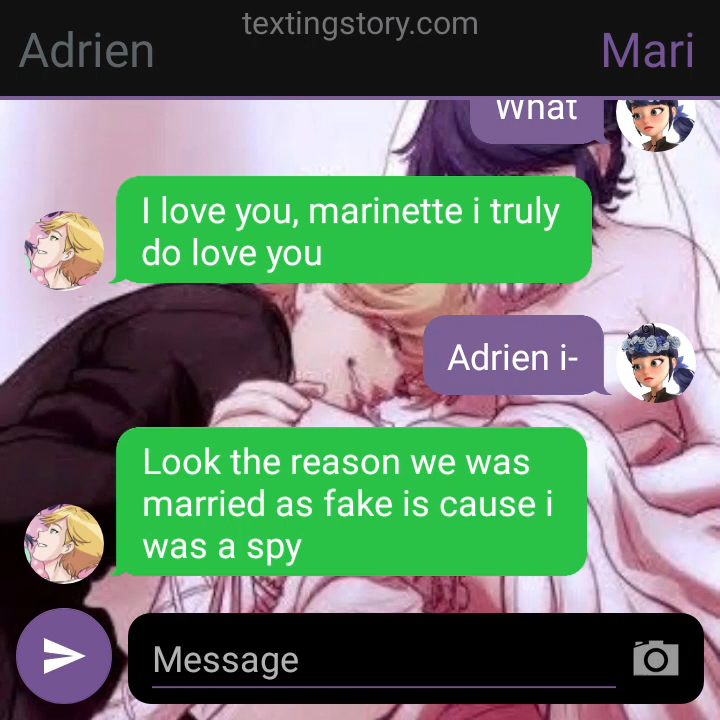 textingstory.com
Adrien
Mari
What
I love you, marinette i truly
do love you
Adrien i-
Look the reason we was
married as fake is cause i
was a spy
Message